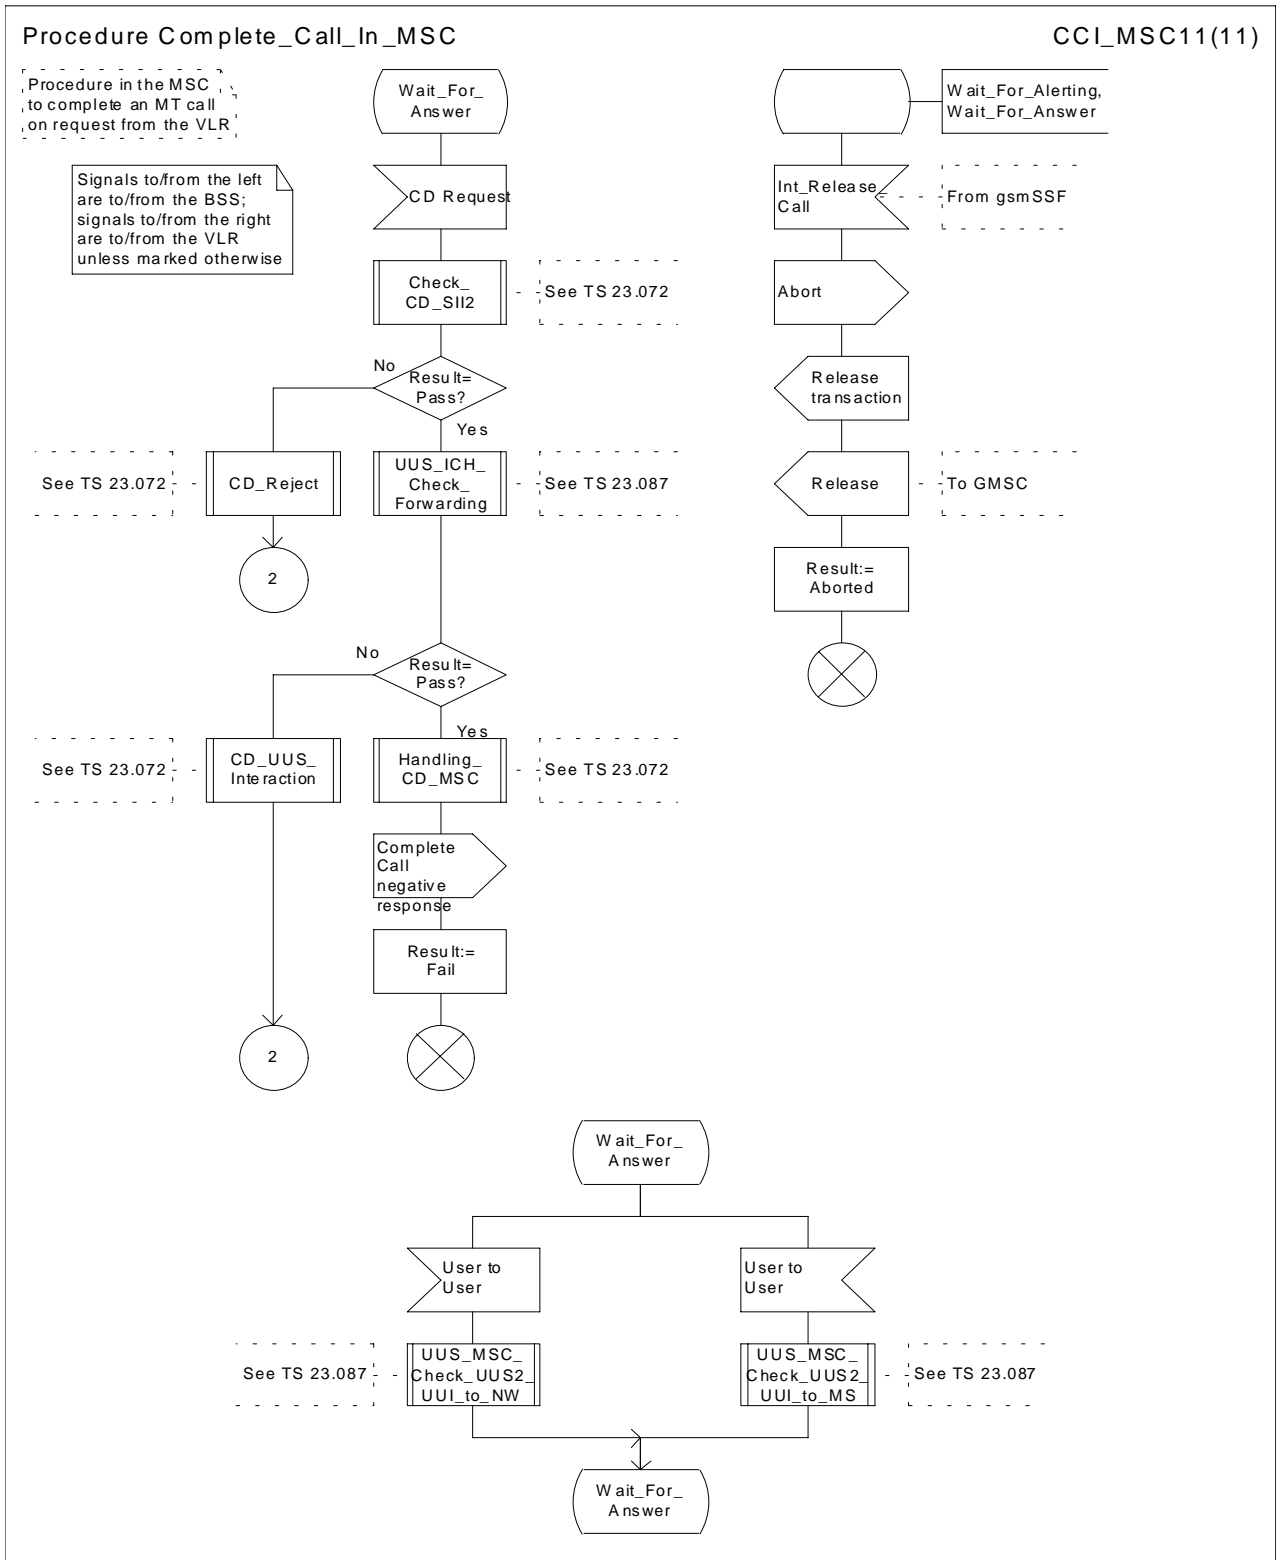 Procedure Complete_Call_In_MSC
CCI_MSC11(11)
Procedure in the MSC
to complete an MT call
on request from the VLR
Signals to/from the left
are to/from the BSS;
signals to/from the right
are to/from the VLR
unless marked otherwise
Wait_For_
Answer
CD Request
Check_
CD_SII2
See TS 23.072
No
Result=
Pass?
Yes
See TS 23.072
CD_Reject
UUS_ICH_
Check_
Forwarding
See TS 23.087
2
No
Result=
Pass?
Yes
See TS 23.072
CD_UUS_
Interaction
Handling_
CD_MSC
See TS 23.072
Complete
Call
negative
response
Result:=
Fail
2
Wait_For_Alerting,
Wait_For_Answer
Int_Release_
Call
From gsmSSF
Abort
Release
transaction
Release
To GMSC
Result:=
Aborted
Wait_For_
Answer
User to
User
User to
User
See TS 23.087
UUS_MSC_
Check_UUS2_
UUI_to_NW
UUS_MSC_
Check_UUS2_
UUI_to_MS
See TS 23.087
Wait_For_
Answer